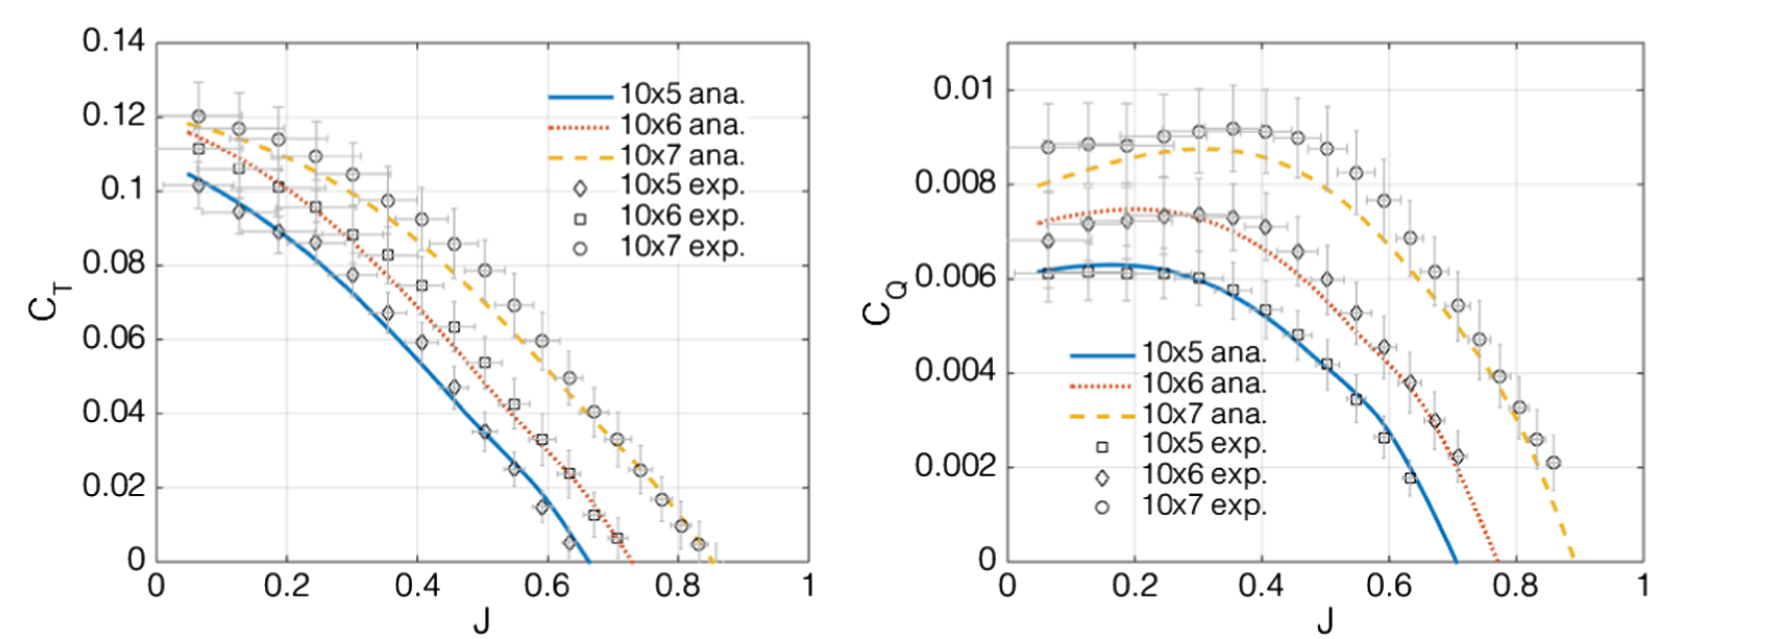 0.14
0.12
0.1
0.08
0.06
0.04
0.02
0
C_T
0 0.2 0.4 0.6 0.8 1
J
10x5 ana.
10x6 ana.
10x7 ana.
10x5 exp.
10x6 exp.
10x7 exp.
0.01
0.008
0.006
0.004
0.002
0
C_Q
0 0.2 0.4 0.6 0.8 1
J
10x5 ana.
10x6 ana.
10x7 ana.
10x5 exp.
10x6 exp.
10x7 exp.